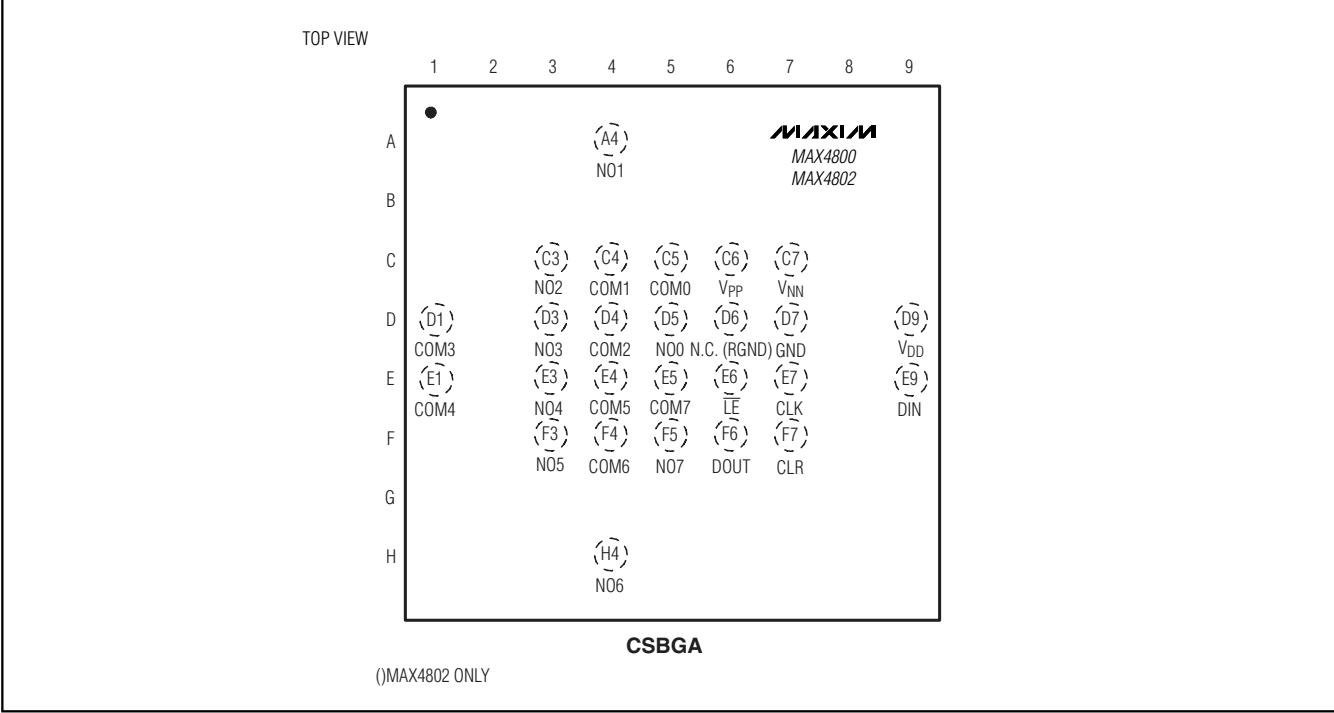 TOP VIEW
1 2 3 4 5 6 7 8 9
A A4 MAXIM
NO1 MAX4800
MAX4802
B
C C3 C4 C5 C6 C7
NO2 COM1 COM0 VPP VNN
D D1 D3 D4 D5 D6 D7 D9
COM3 NO3 COM2 NO0 N.C. (RGND) GND VDD
E E1 E3 E4 E5 E6 E7 E9
COM4 NO4 COM5 COM7 L̅E̅ CLK DIN
F F3 F4 F5 F6 F7
NO5 COM6 NO7 DOUT CLR
G
H H4
NO6
CSBGA
()MAX4802 ONLY